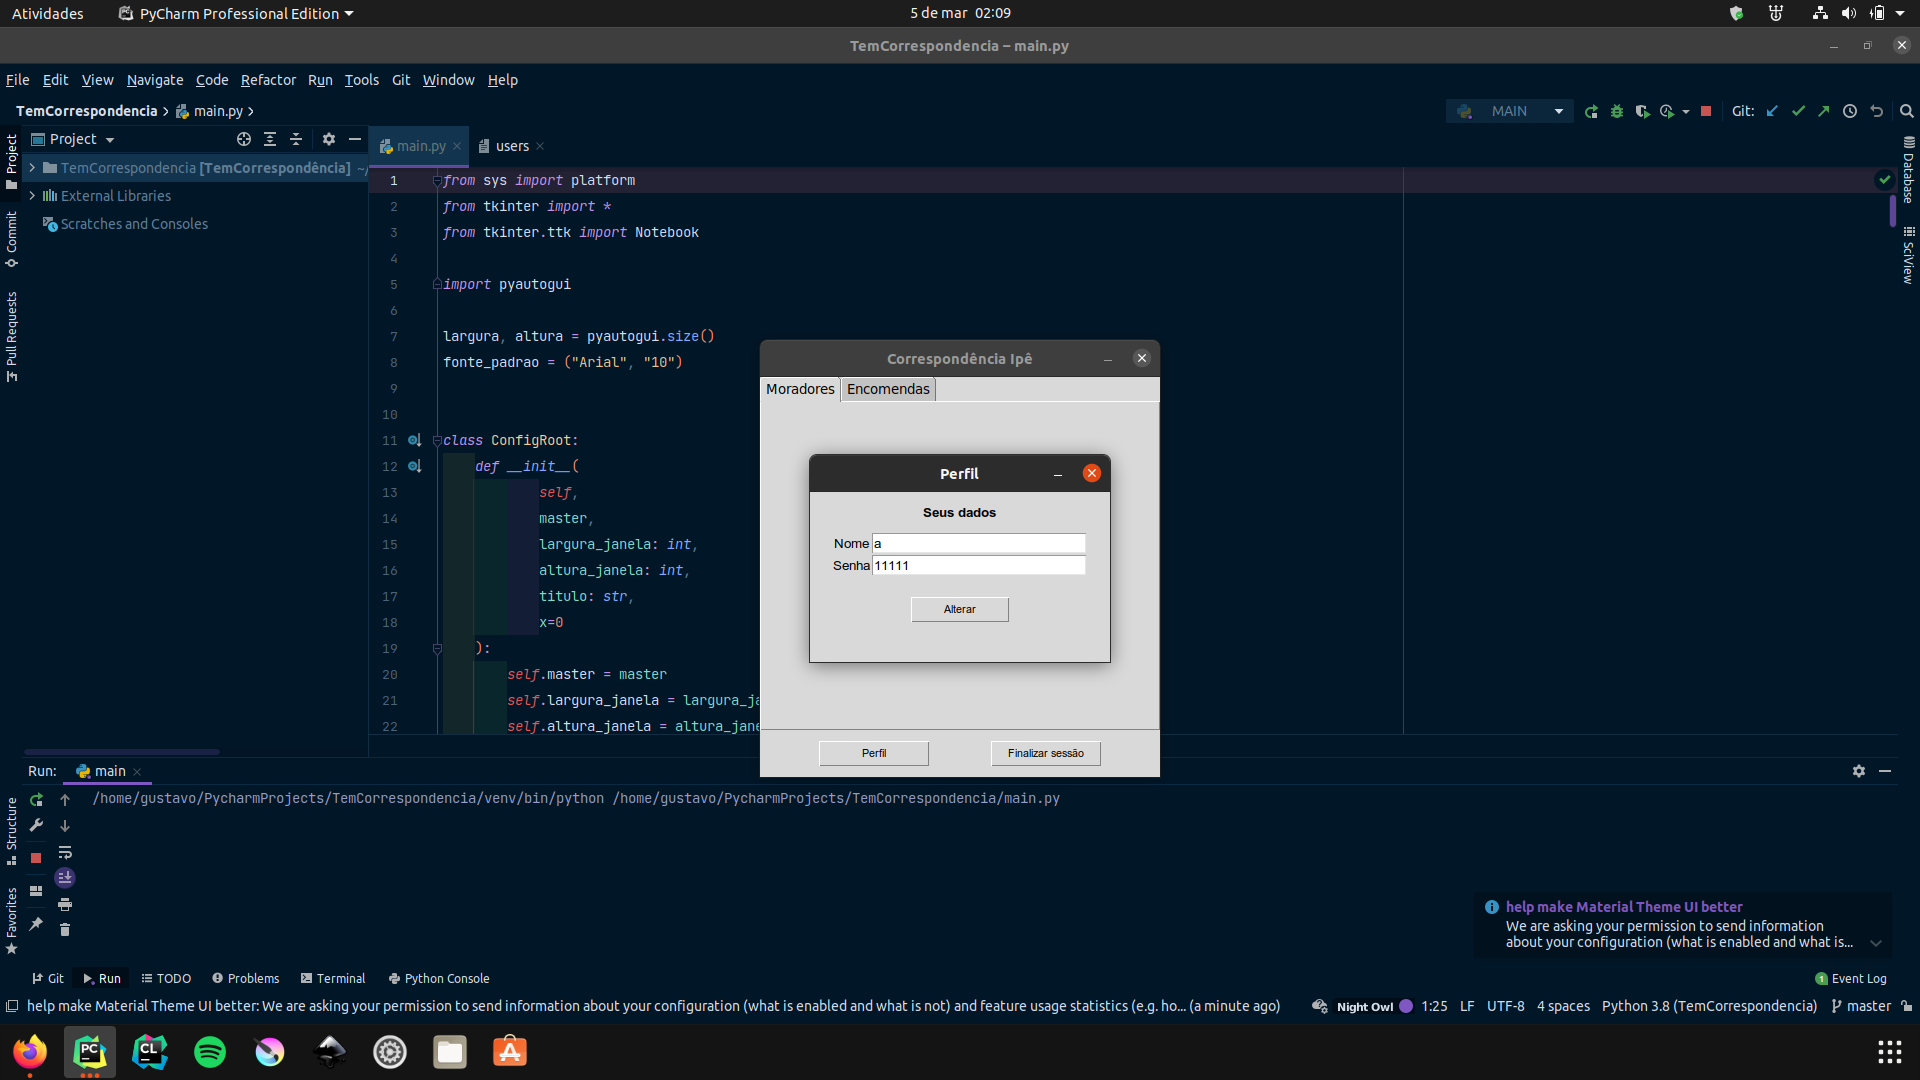 Atividades
PyCharm Professional Edition
5 de mar 02:09
TemCorrespondencia – main.py
File Edit View Navigate Code Refactor Run Tools Git Window Help
TemCorrespondencia main.py
MAIN
Git:
Project
Project
Commit
Pull Requests
Structure
Favorites
Database
SciView
TemCorrespondencia [TemCorrespondência] ~/
External Libraries
Scratches and Consoles
main.py
users
1 from sys import platform
2 from tkinter import *
3 from tkinter.ttk import Notebook
4
5 import pyautogui
6
7 largura, altura = pyautogui.size()
8 fonte_padrao = ("Arial", "10")
9
10
11 class ConfigRoot:
12 def __init__(
13 self,
14 master,
15 largura_janela: int,
16 altura_janela: int,
17 titulo: str,
18 x=0
19 ):
20 self.master = master
21 self.largura_janela = largura_ja
22 self.altura_janela = altura_jane
Correspondência Ipê
Moradores Encomendas
Perfil
Seus dados
Nome a
Senha 11111
Alterar
Perfil
Finalizar sessão
Run: main
/home/gustavo/PycharmProjects/TemCorrespondencia/venv/bin/python /home/gustavo/PycharmProjects/TemCorrespondencia/main.py
help make Material Theme UI better
We are asking your permission to send information
about your configuration (what is enabled and what is...
Git Run TODO Problems Terminal Python Console
1 Event Log
help make Material Theme UI better: We are asking your permission to send information about your configuration (what is enabled and what is not) and feature usage statistics (e.g. ho... (a minute ago)
Night Owl 1:25 LF UTF-8 4 spaces Python 3.8 (TemCorrespondencia) master
PC
CL